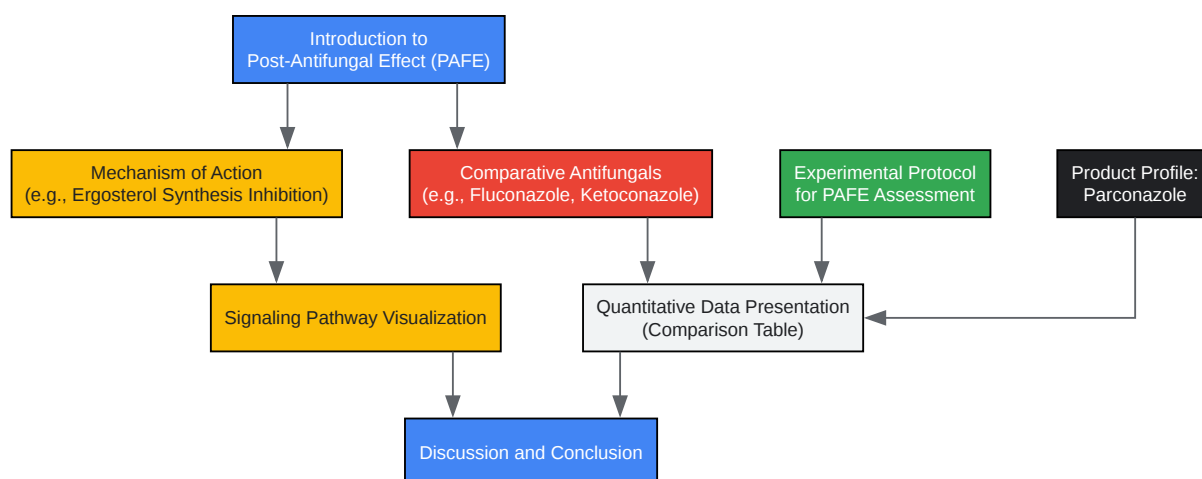 Introduction to
Post-Antifungal Effect (PAFE)
Mechanism of Action
(e.g., Ergosterol Synthesis Inhibition)
Comparative Antifungals
(e.g., Fluconazole, Ketoconazole)
Experimental Protocol
for PAFE Assessment
Product Profile:
Parconazole
Signaling Pathway Visualization
Quantitative Data Presentation
(Comparison Table)
Discussion and Conclusion